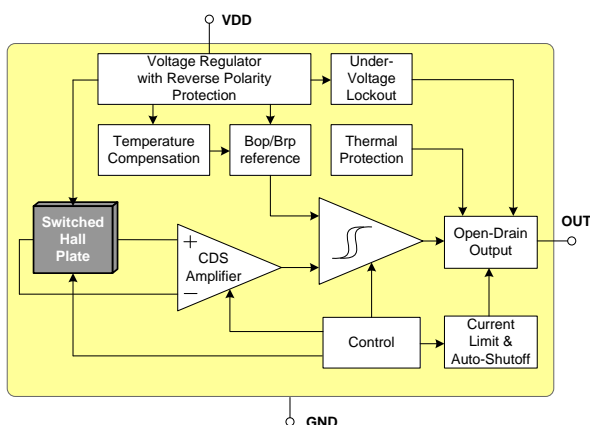 VDD
Voltage Regulator
with Reverse Polarity
Protection
Under-
Voltage
Lockout
Temperature
Compensation
Bop/Brp
reference
Thermal
Protection
Switched
Hall
Plate
+
CDS
Amplifier
−
Open-Drain
Output
OUT
Control
Current
Limit &
Auto-Shutoff
GND